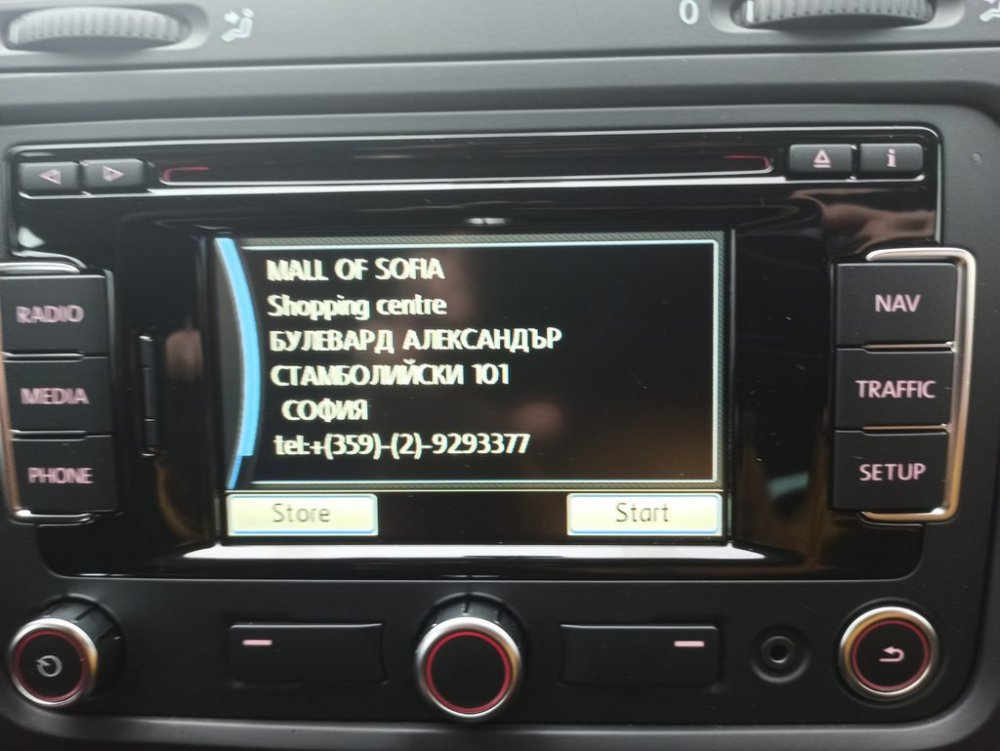 0
i
RADIO
MEDIA
PHONE
MALL OF SOFIA
Shopping centre
БУЛЕВАРД АЛЕКСАНДЪР
СТАМБОЛИЙСКИ 101
СОФИЯ
tel:+(359)-(2)-9293377
Store
Start
NAV
TRAFFIC
SETUP